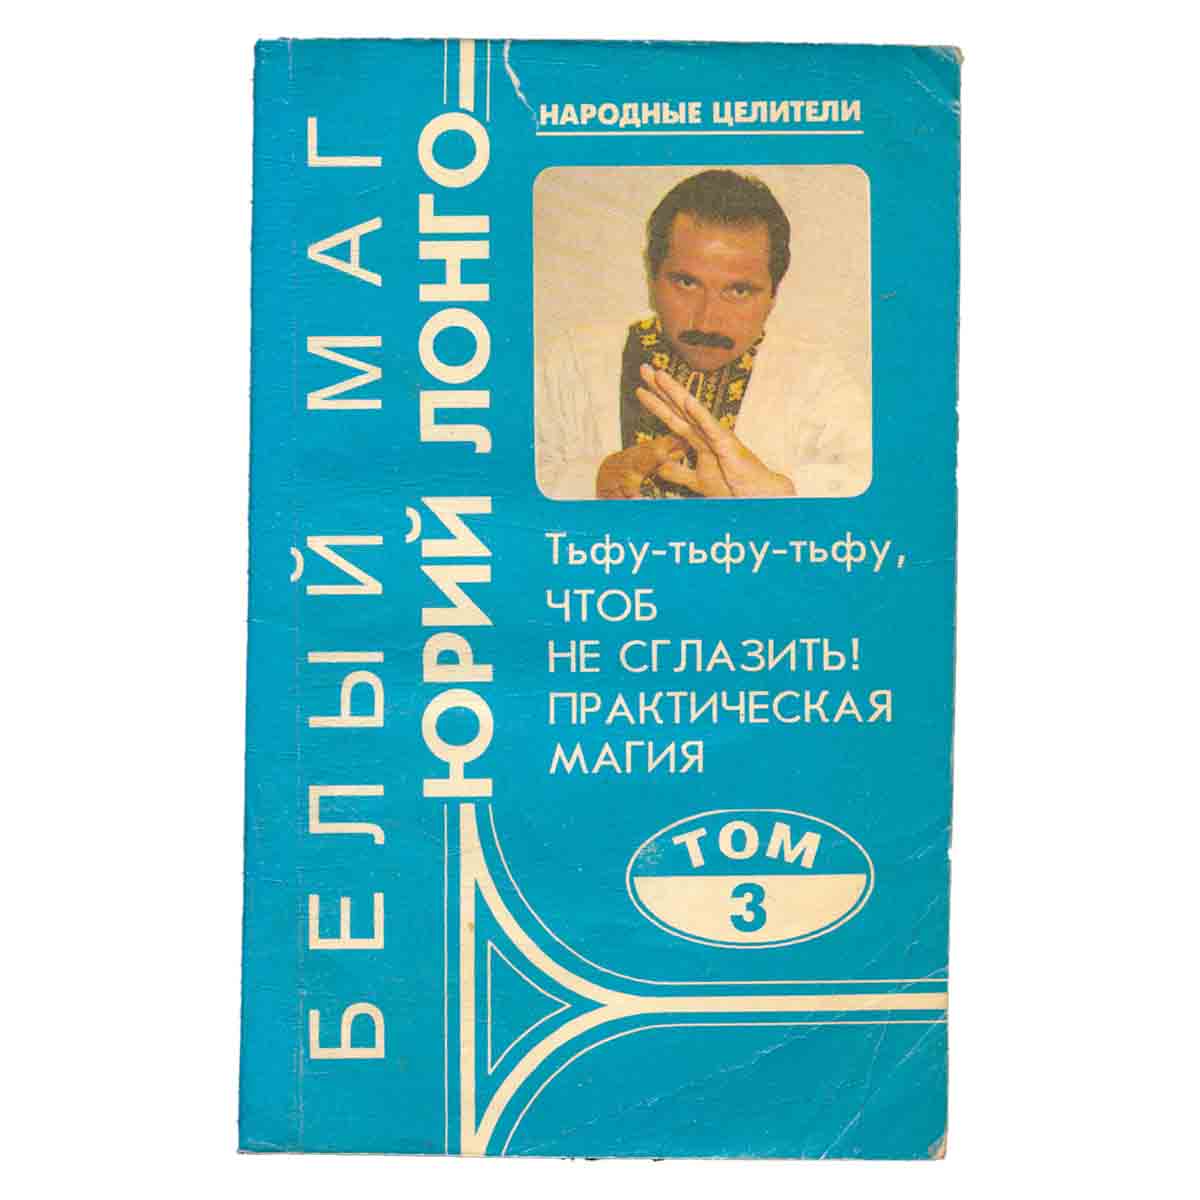 БЕЛЫЙ МАГ
ЮРИЙ ЛОНГО
НАРОДНЫЕ ЦЕЛИТЕЛИ
Тьфу-тьфу-тьфу,
ЧТОБ
НЕ СГЛАЗИТЬ!
ПРАКТИЧЕСКАЯ
МАГИЯ
ТОМ
3